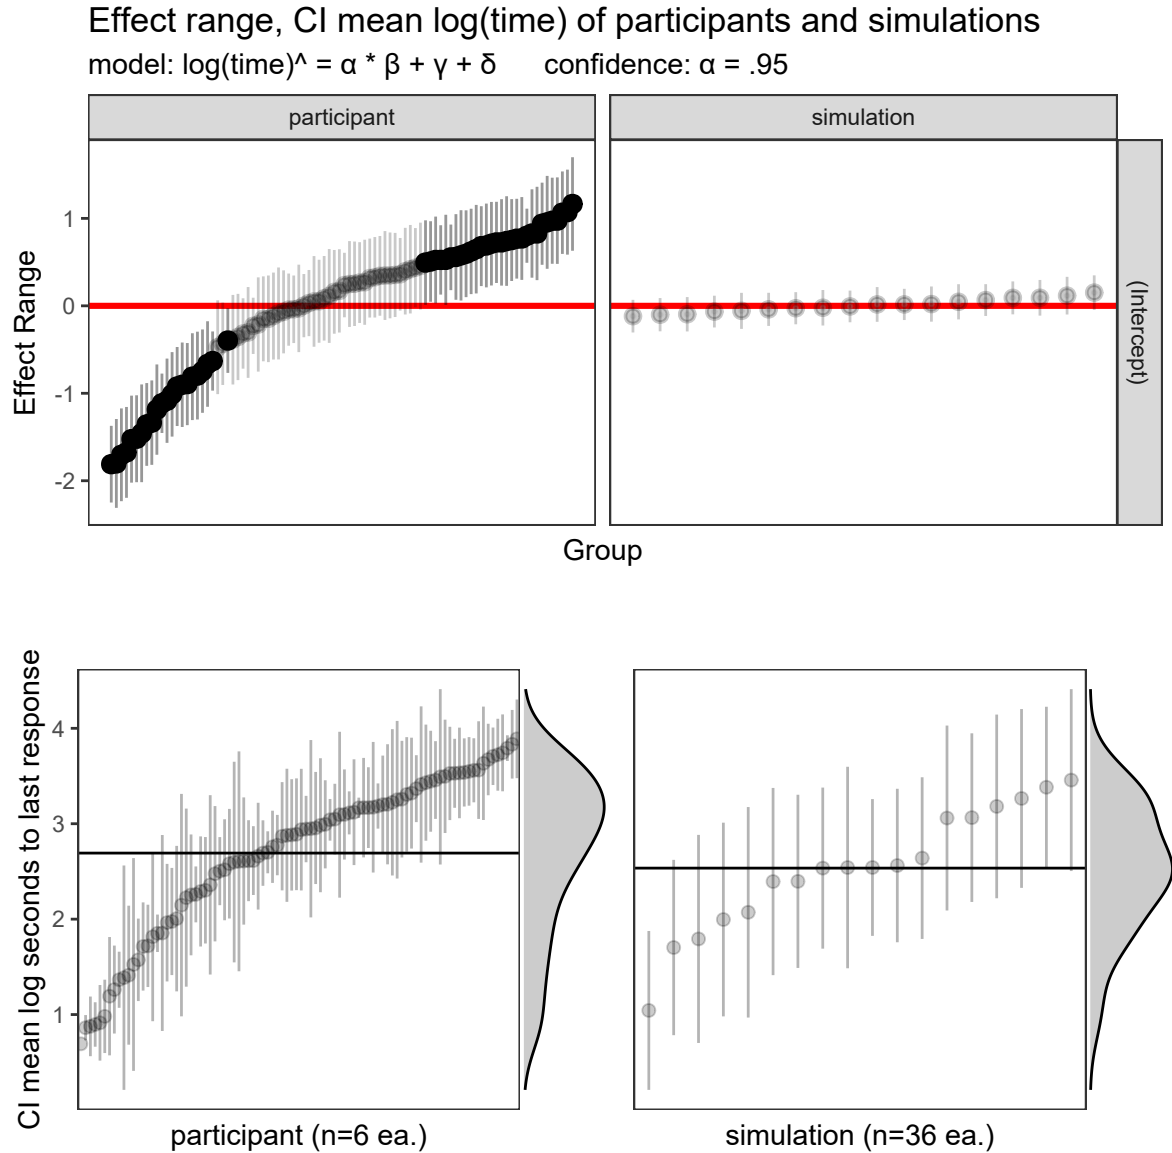 Effect range, CI mean log(time) of participants and simulations
model: log(time)^ = α * β + γ + δ confidence: α = .95
participant
simulation
Effect Range
1
0
-1
-2
(Intercept)
Group
CI mean log seconds to last response
4
3
2
1
participant (n=6 ea.)
simulation (n=36 ea.)